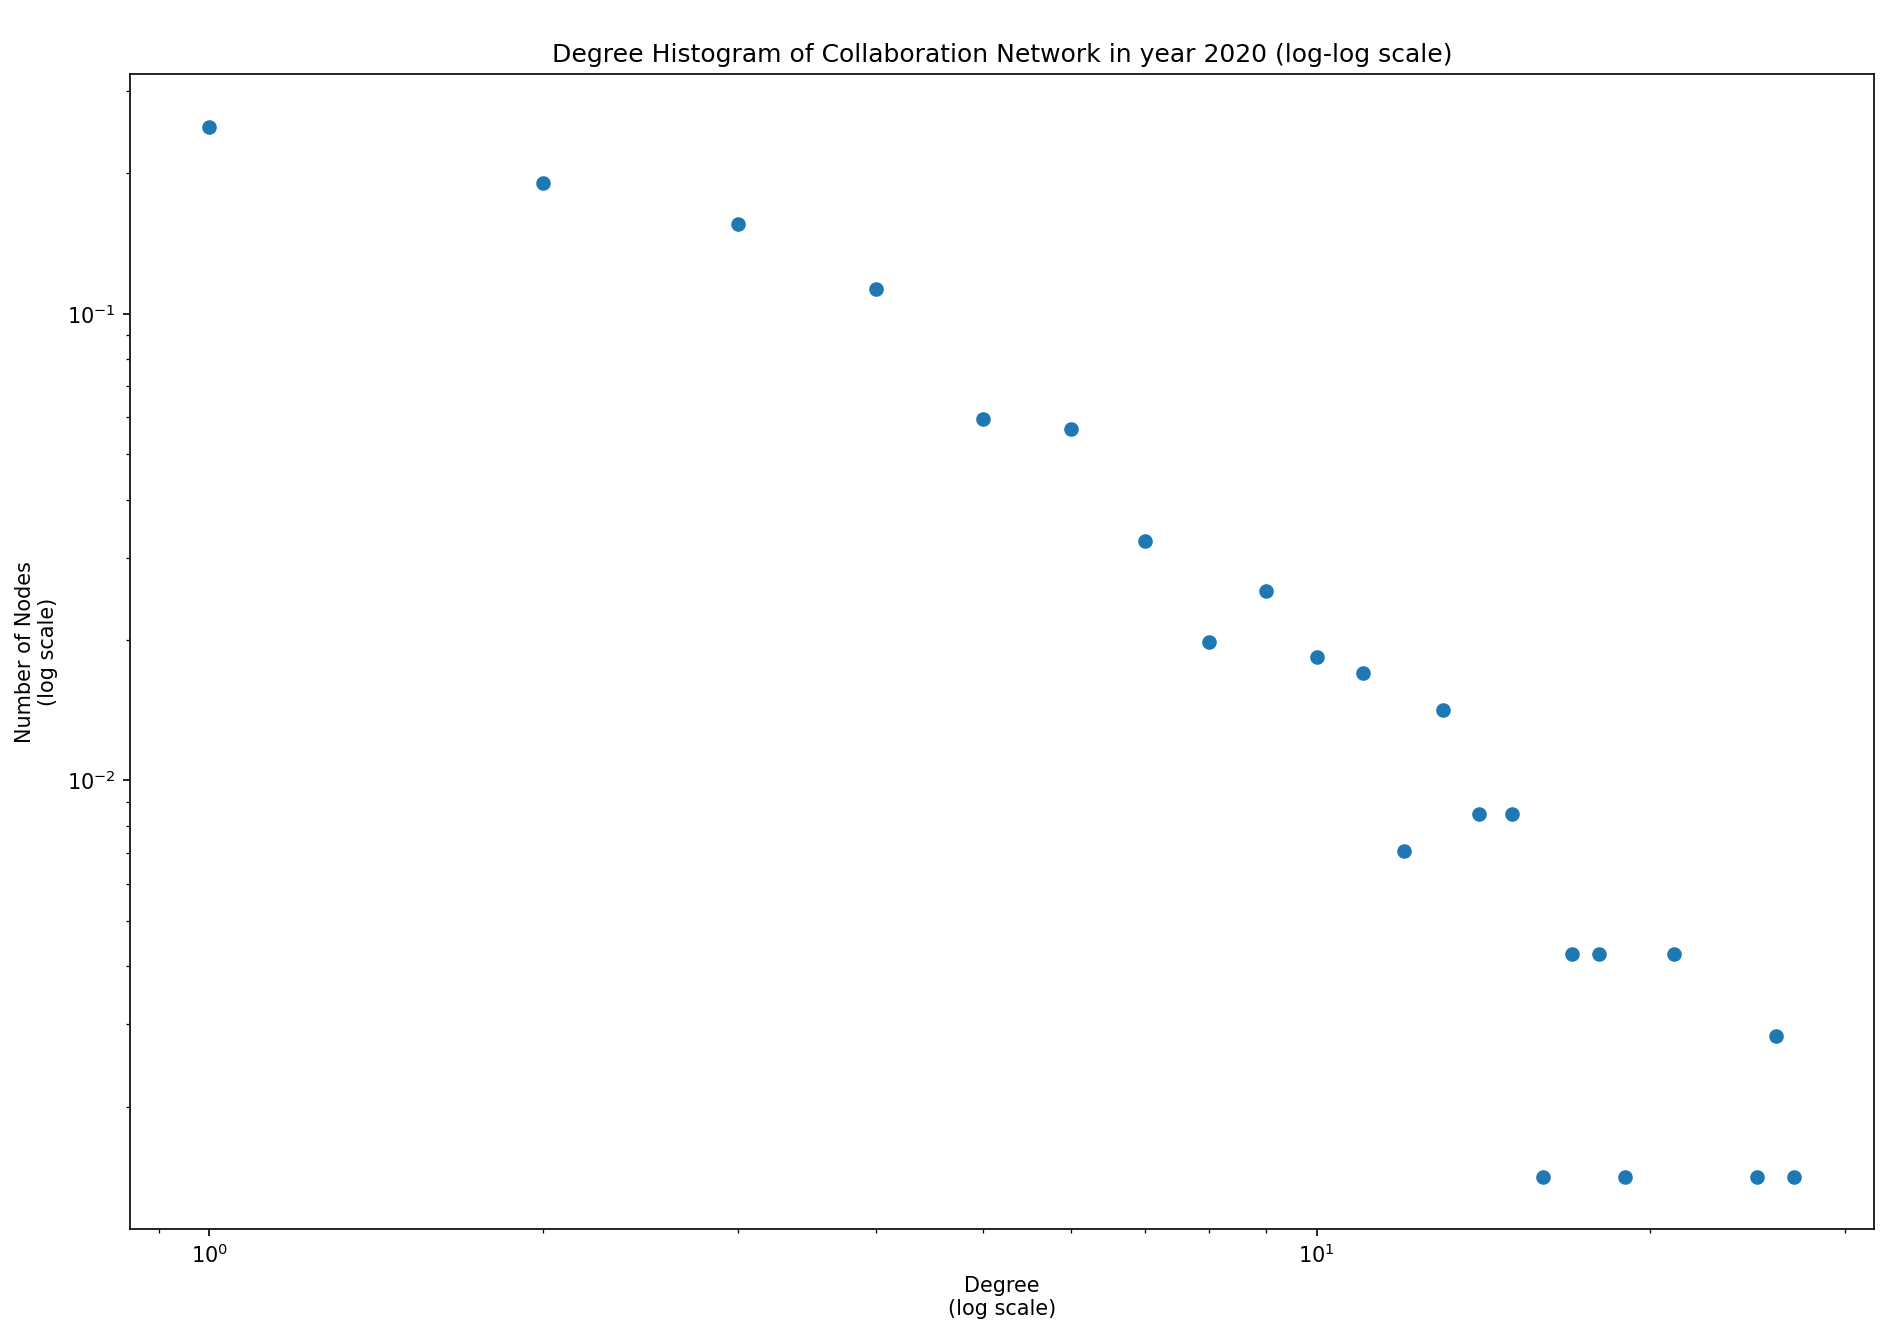 Degree Histogram of Collaboration Network in year 2020 (log-log scale)
Number of Nodes
(log scale)
10⁻¹
10⁻²
10⁰
10¹
Degree
(log scale)